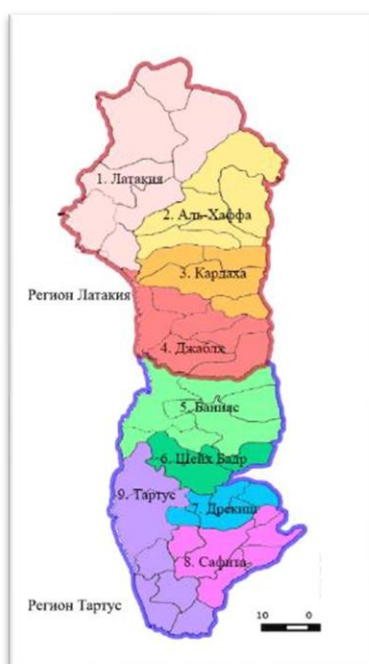 1. Латакия
2. Аль-Хаффа
3. Кардаха
Регион Латакия
4. Джабля
5. Банияс
6. Шейх Бадр
9. Тартус
7. Дрекиш
8. Сафита
Регион Тартус
10 0